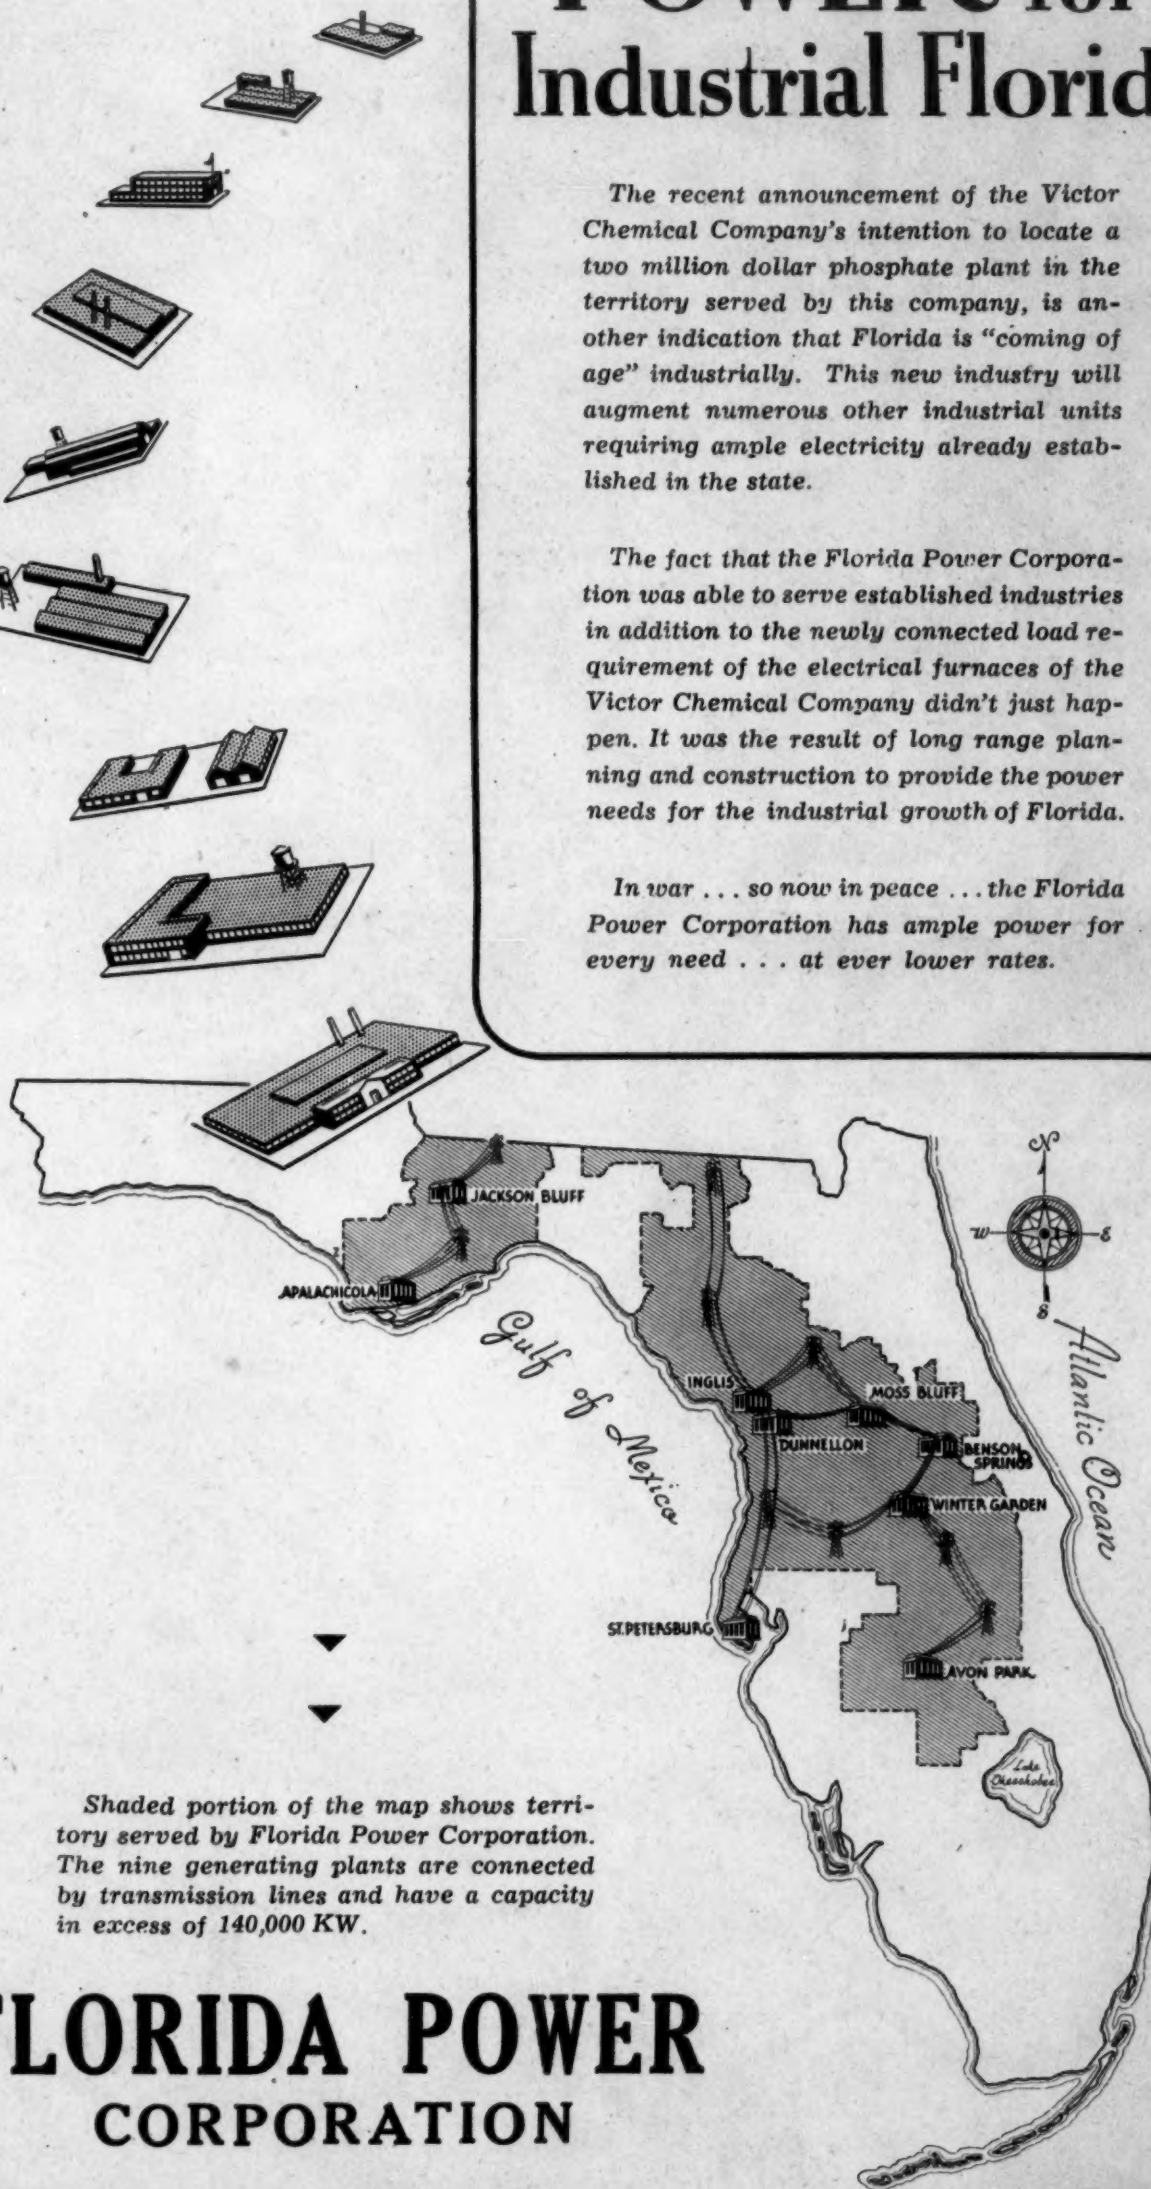 POWER for
Industrial Florid
The recent announcement of the Victor
Chemical Company's intention to locate a
two million dollar phosphate plant in the
territory served by this company, is an-
other indication that Florida is "coming of
age" industrially. This new industry will
augment numerous other industrial units
requiring ample electricity already estab-
lished in the state.
The fact that the Florida Power Corpora-
tion was able to serve established industries
in addition to the newly connected load re-
quirement of the electrical furnaces of the
Victor Chemical Company didn't just hap-
pen. It was the result of long range plan-
ning and construction to provide the power
needs for the industrial growth of Florida.
In war ... so now in peace ... the Florida
Power Corporation has ample power for
every need . . . at ever lower rates.
N
W
E
S
JACKSON BLUFF
APALACHICOLA
Gulf of Mexico
Atlantic Ocean
INGLIS
MOSS BLUFF
DUNNELLON
BENSON
SPRINGS
WINTER GARDEN
ST. PETERSBURG
AVON PARK
Lake
Okeechobee
Shaded portion of the map shows terri-
tory served by Florida Power Corporation.
The nine generating plants are connected
by transmission lines and have a capacity
in excess of 140,000 KW.
FLORIDA POWER
CORPORATION